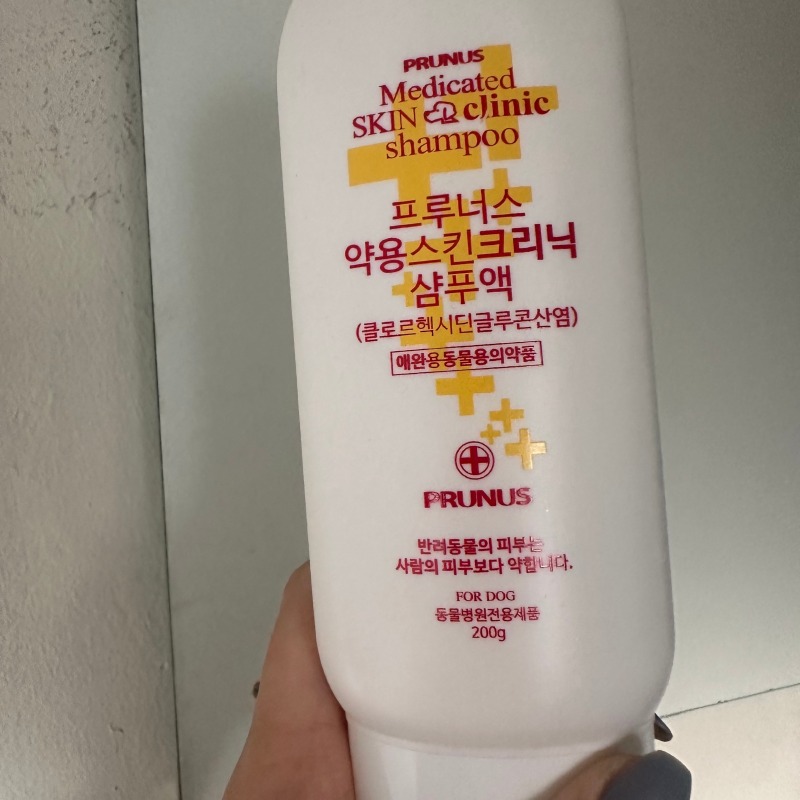 PRUNUS
Medicated
SKIN clinic
shampoo
프루너스
약용스킨크리닉
샴푸액
(클로르헥시딘글루콘산염)
애완용동물용의약품
PRUNUS
반려동물의 피부는
사람의 피부보다 약합니다.
FOR DOG
동물병원전용제품
200g